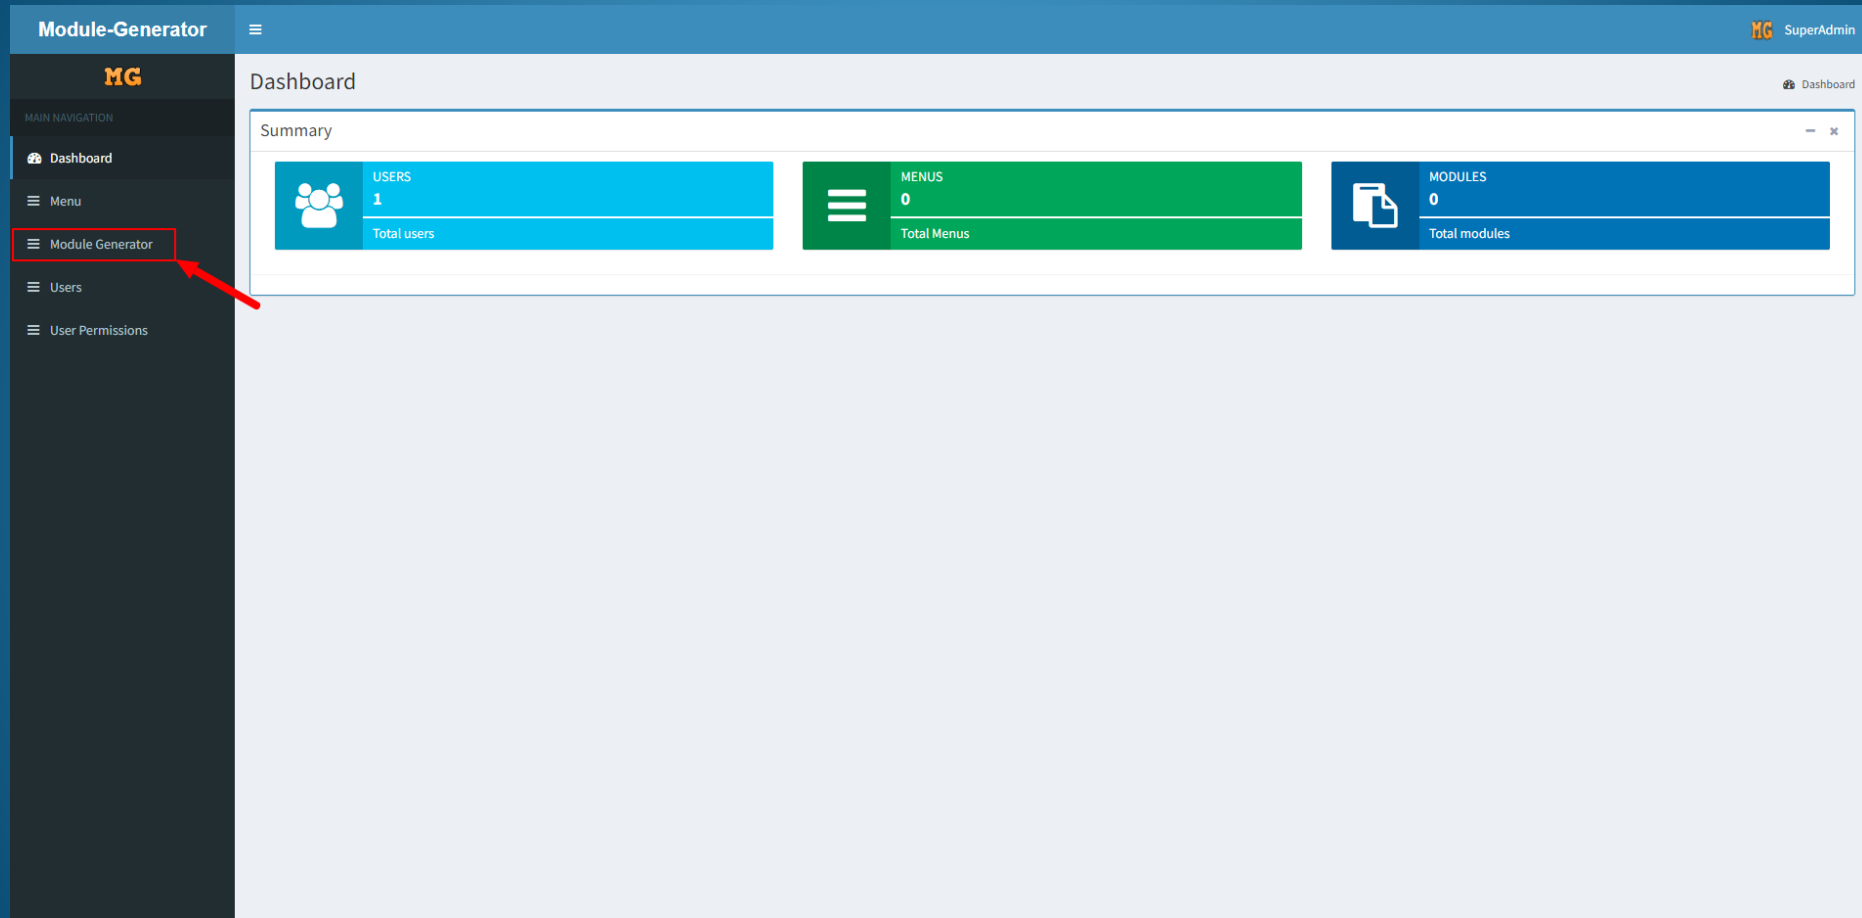 Module-Generator
MG SuperAdmin
MG
MAIN NAVIGATION
Dashboard
Menu
Module Generator
Users
User Permissions
Dashboard
Dashboard
Summary
USERS
1
Total users
MENUS
0
Total Menus
MODULES
0
Total modules